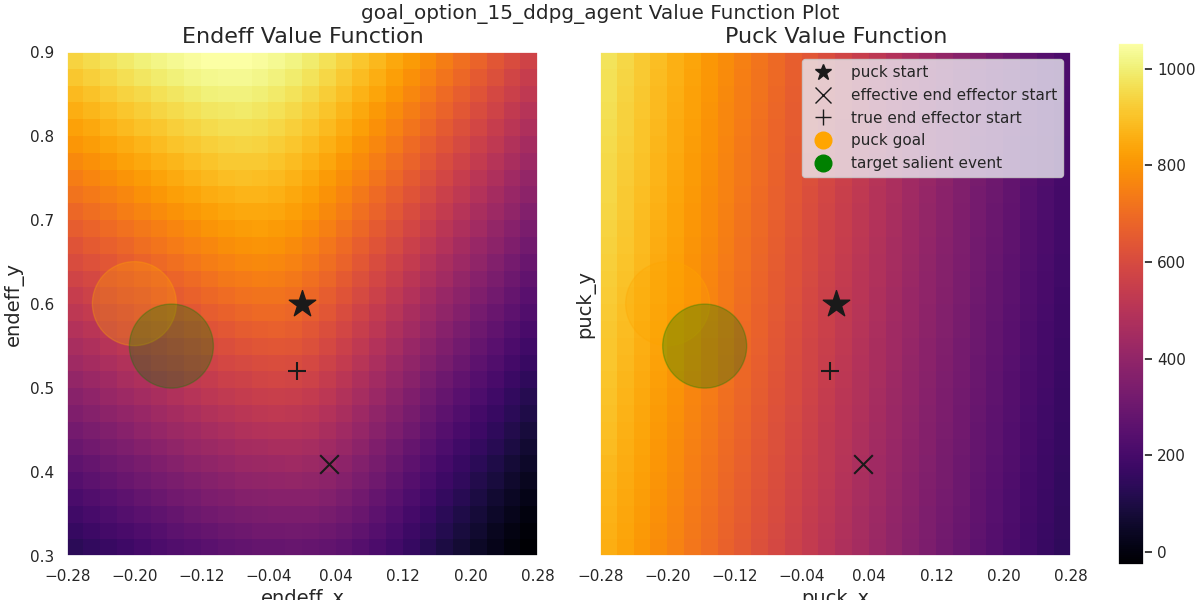 goal_option_15_ddpg_agent Value Function Plot
Endeff Value Function
Puck Value Function
puck start
effective end effector start
true end effector start
puck goal
target salient event
endeff_y
0.9
0.8
0.7
0.6
0.5
0.4
0.3
−0.28 −0.20 −0.12 −0.04 0.04 0.12 0.20 0.28
endeff_x
puck_y
−0.28 −0.20 −0.12 −0.04 0.04 0.12 0.20 0.28
puck_x
1000
800
600
400
200
0